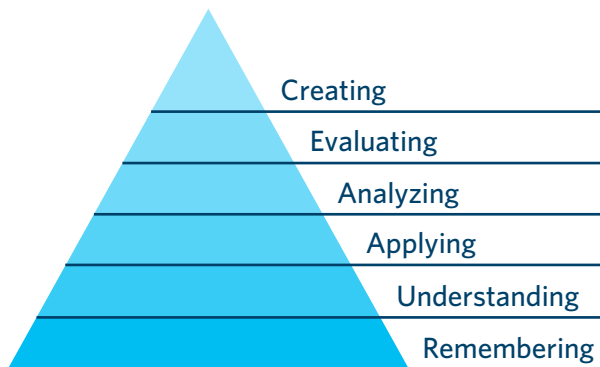 Creating
Evaluating
Analyzing
Applying
Understanding
Remembering